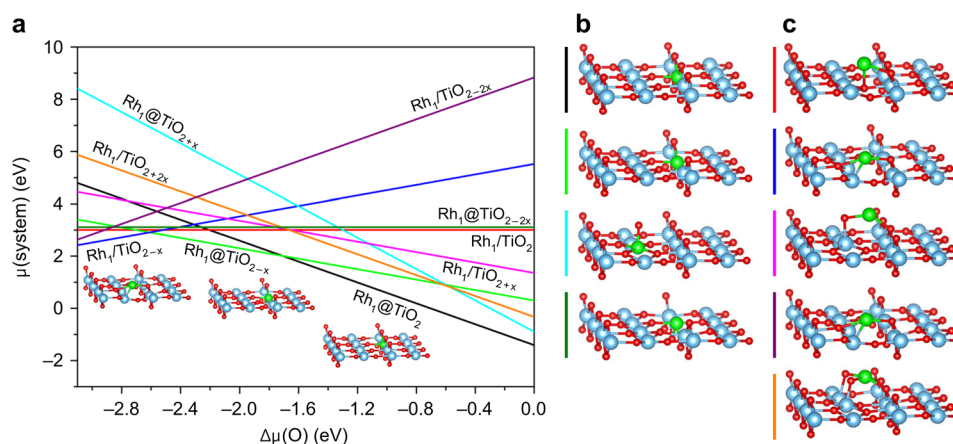 a
b
c
10
8
6
4
2
0
–2
μ(system) (eV)
–2.8
–2.4
–2.0
–1.6
–1.2
–0.8
–0.4
0.0
Δμ(O) (eV)
Rh1@TiO2+x
Rh1/TiO2–2x
Rh1/TiO2+2x
Rh1@TiO2–2x
Rh1/TiO2
Rh1/TiO2–x
Rh1@TiO2–x
Rh1/TiO2+x
Rh1@TiO2